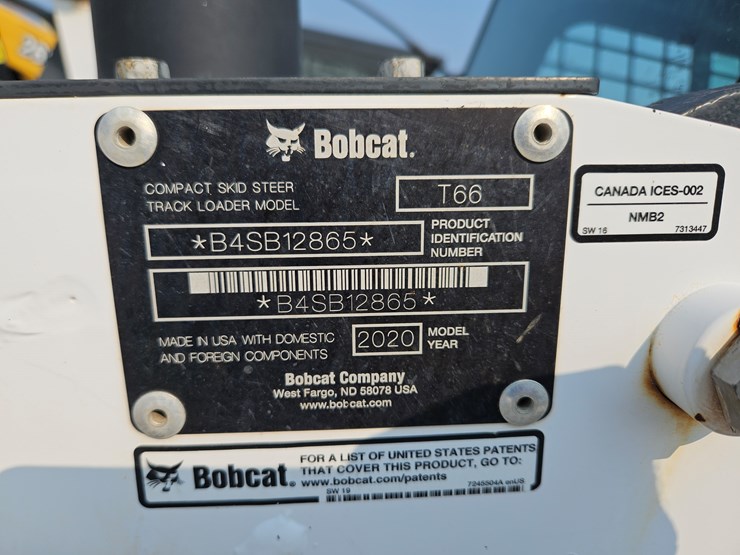 Bobcat.
COMPACT SKID STEER
TRACK LOADER MODEL
T66
*B4SB12865*
PRODUCT
IDENTIFICATION
NUMBER
*B4SB12865*
MADE IN USA WITH DOMESTIC
AND FOREIGN COMPONENTS
2020
MODEL
YEAR
Bobcat Company
West Fargo, ND 58078 USA
www.bobcat.com
CANADA ICES-002
NMB2
SW 16 7313447
Bobcat.
FOR A LIST OF UNITED STATES PATENTS
THAT COVER THIS PRODUCT, GO TO:
www.bobcat.com/patents
SW 19 7245504A enUS